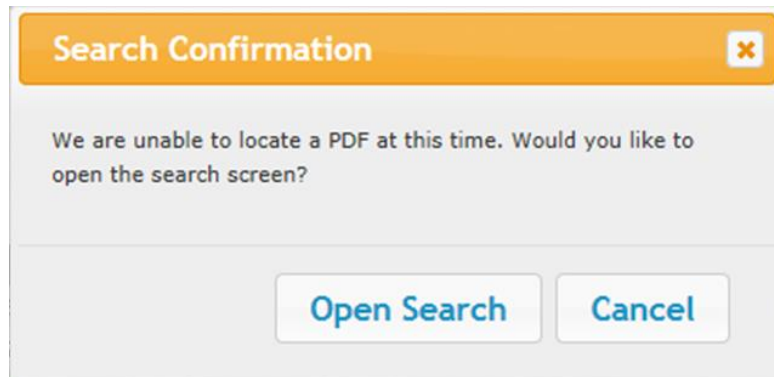 Search Confirmation
We are unable to locate a PDF at this time. Would you like to
open the search screen?
Open Search
Cancel